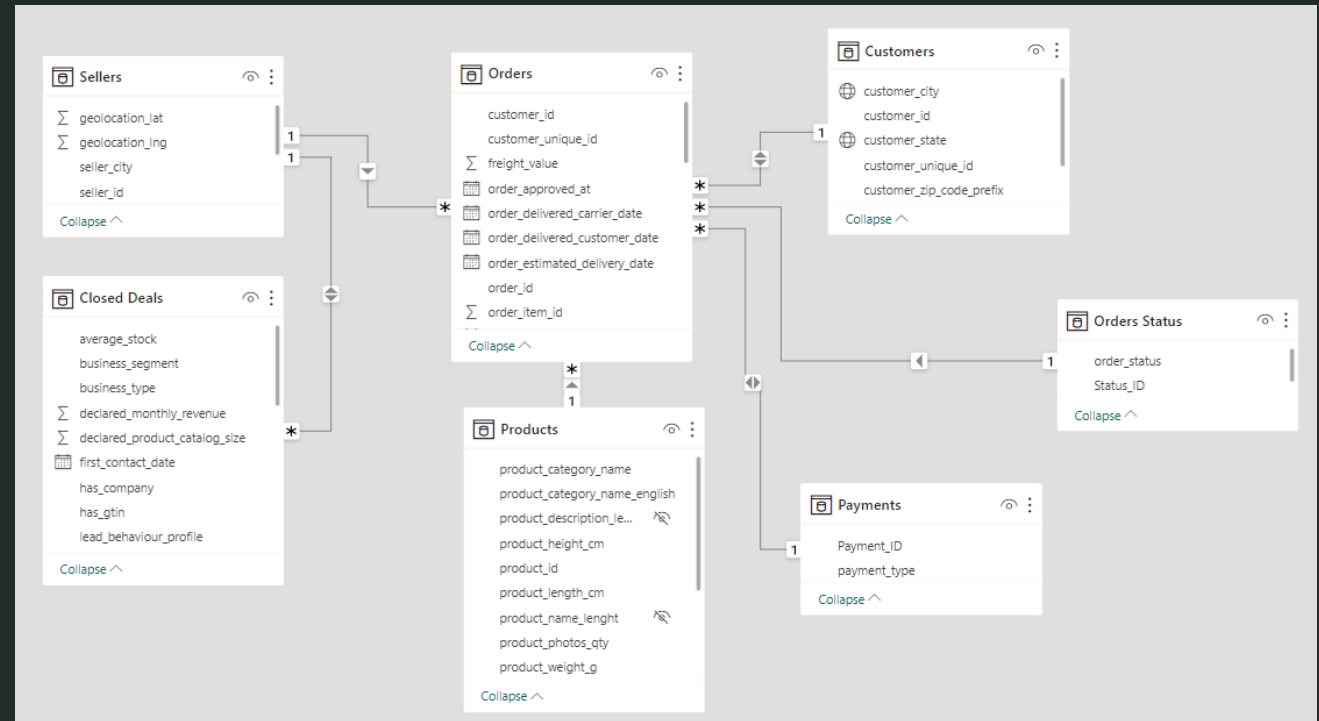 Sellers
geolocation_lat
geolocation_lng
seller_city
seller_id
Collapse
Closed Deals
average_stock
business_segment
business_type
declared_monthly_revenue
declared_product_catalog_size
first_contact_date
has_company
has_gtin
lead_behaviour_profile
Collapse
1
1
*
*
Orders
customer_id
customer_unique_id
freight_value
order_approved_at
order_delivered_carrier_date
order_delivered_customer_date
order_estimated_delivery_date
order_id
order_item_id
Collapse
*
*
*
*
1
Products
product_category_name
product_category_name_english
product_description_le...
product_height_cm
product_id
product_length_cm
product_name_lenght
product_photos_qty
product_weight_g
Collapse
1
Customers
customer_city
customer_id
customer_state
customer_unique_id
customer_zip_code_prefix
Collapse
1
Orders Status
order_status
Status_ID
Collapse
1
Payments
Payment_ID
payment_type
Collapse